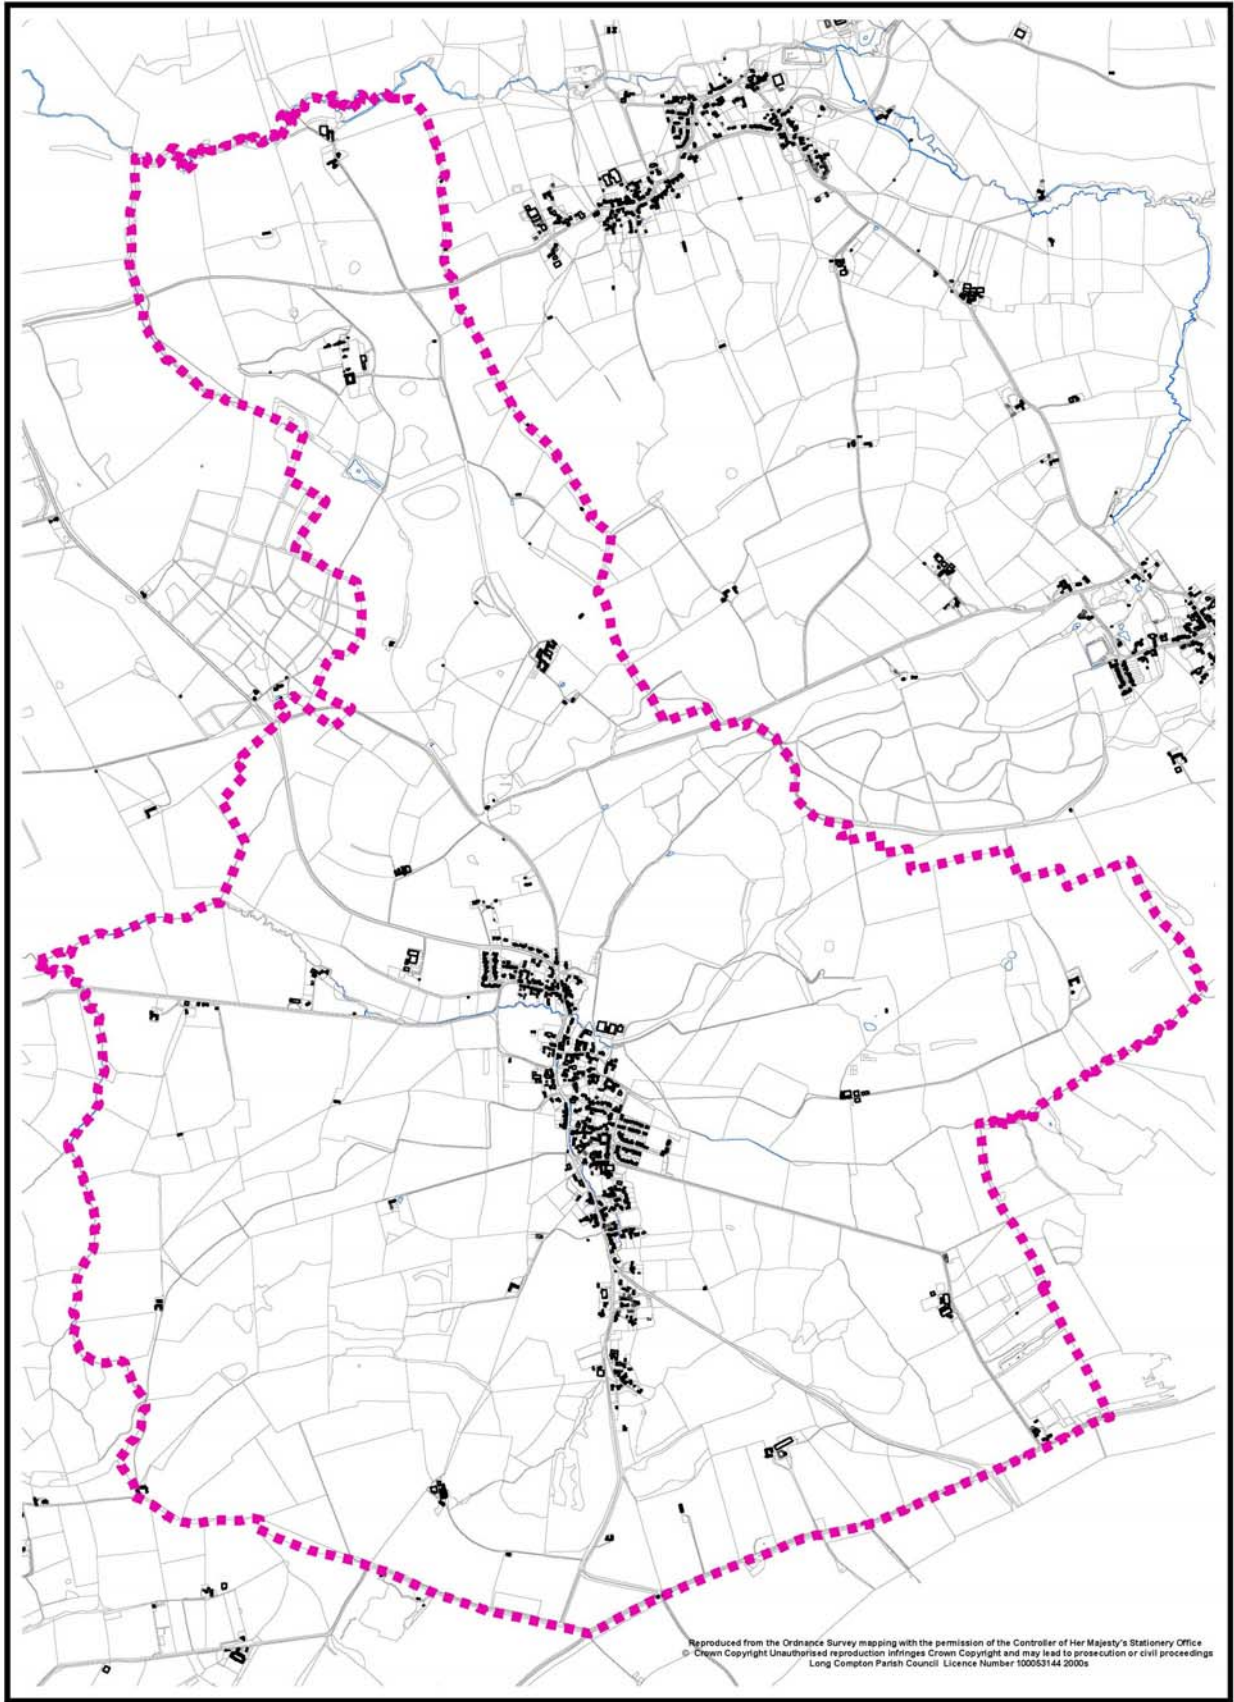 Reproduced from the Ordnance Survey mapping with the permission of the Controller of Her Majesty's Stationery Office
© Crown Copyright Unauthorised reproduction infringes Crown Copyright and may lead to prosecution or civil proceedings
Long Compton Parish Council Licence Number 100053144 2000s